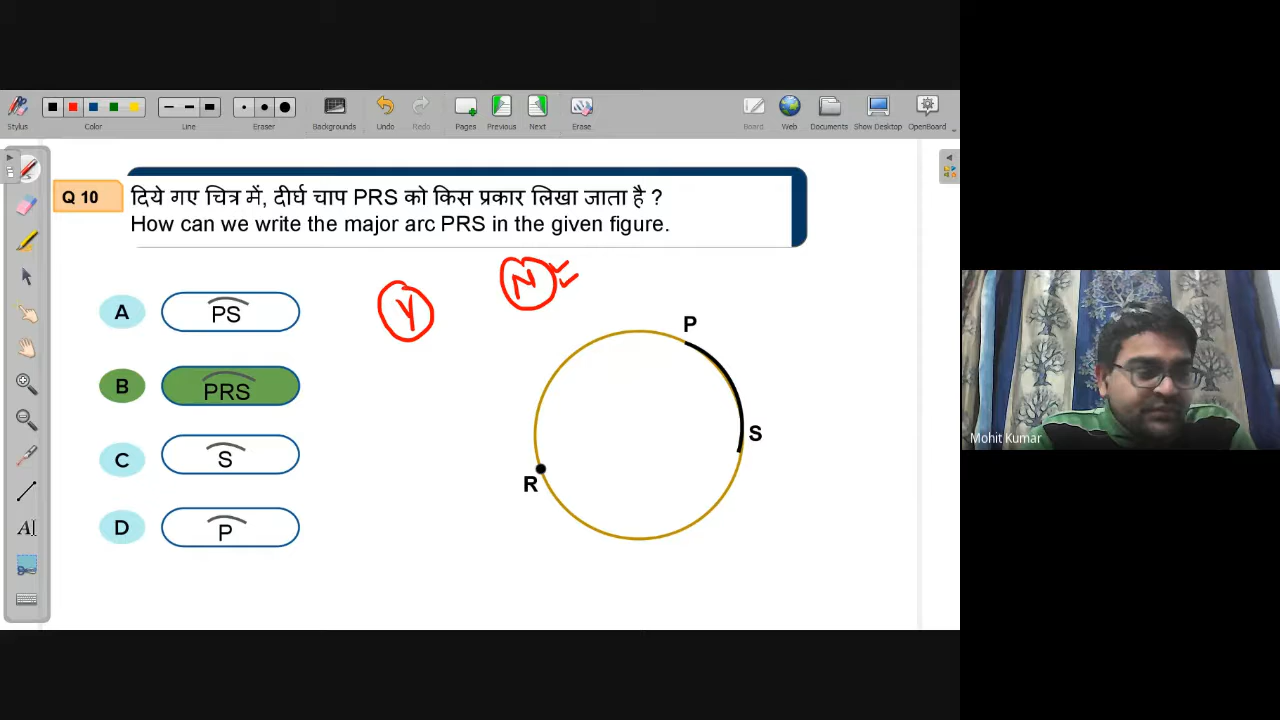 Stylus Color Line Eraser Backgrounds Undo Redo Pages Previous Next Erase Board Web Documents Show Desktop OpenBoard
Q 10
दिये गए चित्र में, दीर्घ चाप PRS को किस प्रकार लिखा जाता है ?
How can we write the major arc PRS in the given figure.
Y
N
A PS
B PRS
C S
D P
P
S
R
AI
Mohit Kumar